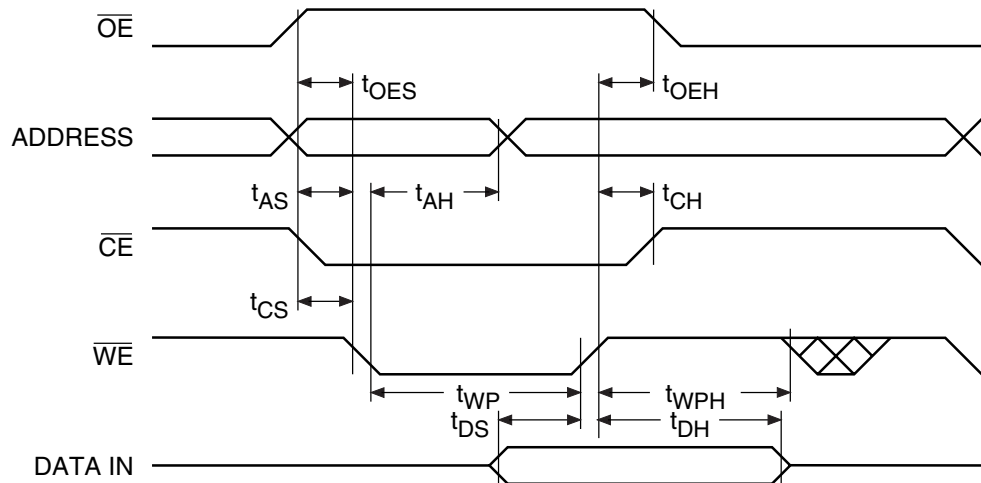 OE
tOES
tOEH
ADDRESS
tAS
tAH
tCH
CE
tCS
WE
tWP
tWPH
tDS
tDH
DATA IN